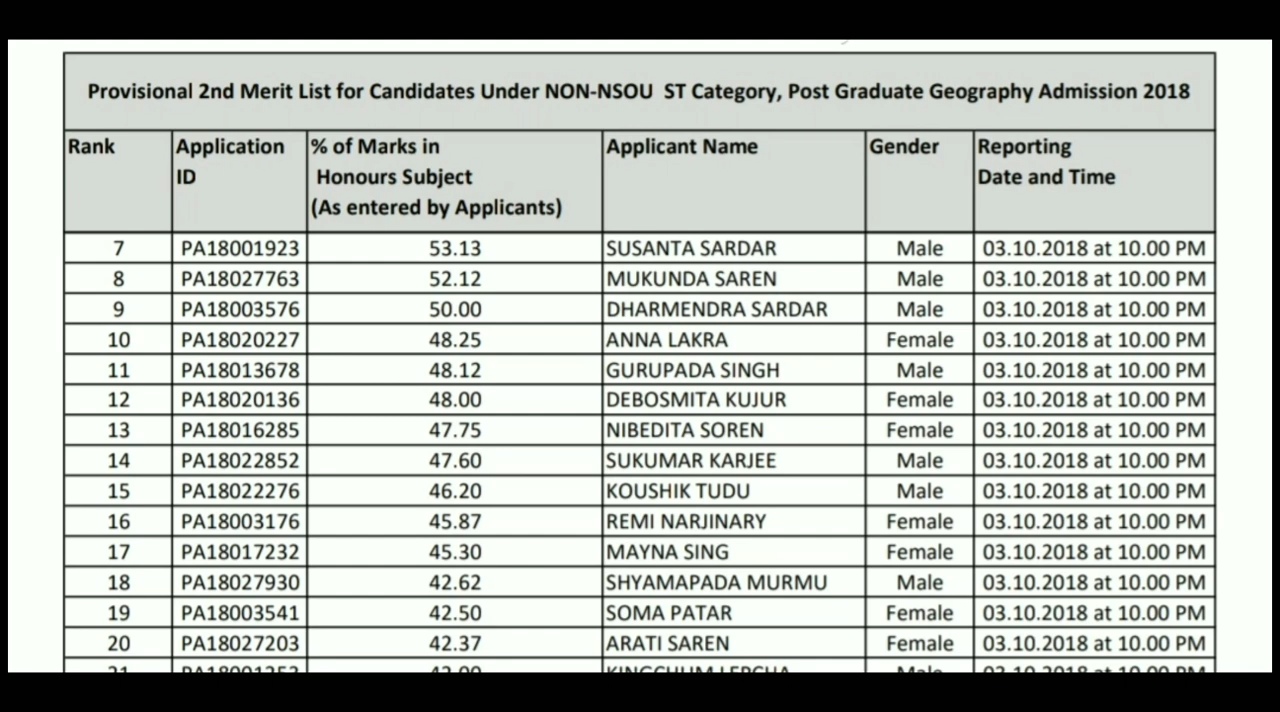 Provisional 2nd Merit List for Candidates Under NON-NSOU ST Category, Post Graduate Geography Admission 2018
Rank Application ID % of Marks in Honours Subject (As entered by Applicants) Applicant Name Gender Reporting Date and Time
7 PA18001923 53.13 SUSANTA SARDAR Male 03.10.2018 at 10.00 PM
8 PA18027763 52.12 MUKUNDA SAREN Male 03.10.2018 at 10.00 PM
9 PA18003576 50.00 DHARMENDRA SARDAR Male 03.10.2018 at 10.00 PM
10 PA18020227 48.25 ANNA LAKRA Female 03.10.2018 at 10.00 PM
11 PA18013678 48.12 GURUPADA SINGH Male 03.10.2018 at 10.00 PM
12 PA18020136 48.00 DEBOSMITA KUJUR Female 03.10.2018 at 10.00 PM
13 PA18016285 47.75 NIBEDITA SOREN Female 03.10.2018 at 10.00 PM
14 PA18022852 47.60 SUKUMAR KARJEE Male 03.10.2018 at 10.00 PM
15 PA18022276 46.20 KOUSHIK TUDU Male 03.10.2018 at 10.00 PM
16 PA18003176 45.87 REMI NARJINARY Female 03.10.2018 at 10.00 PM
17 PA18017232 45.30 MAYNA SING Female 03.10.2018 at 10.00 PM
18 PA18027930 42.62 SHYAMAPADA MURMU Male 03.10.2018 at 10.00 PM
19 PA18003541 42.50 SOMA PATAR Female 03.10.2018 at 10.00 PM
20 PA18027203 42.37 ARATI SAREN Female 03.10.2018 at 10.00 PM
21 Male 03.10.2018 at 10.00 PM